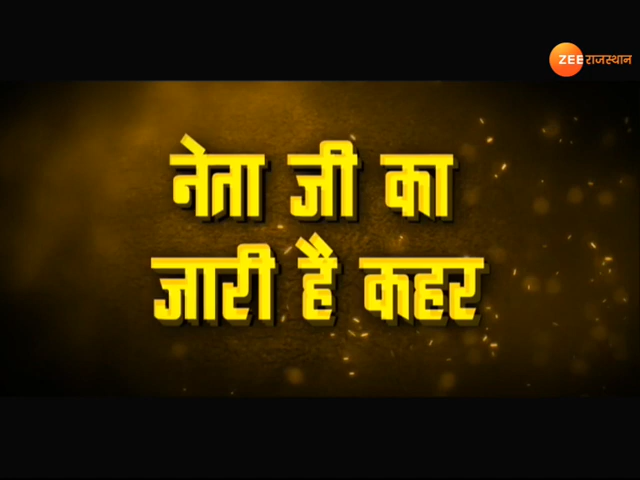 ZEE राजस्थान
नेता जी का
जारी है कहर